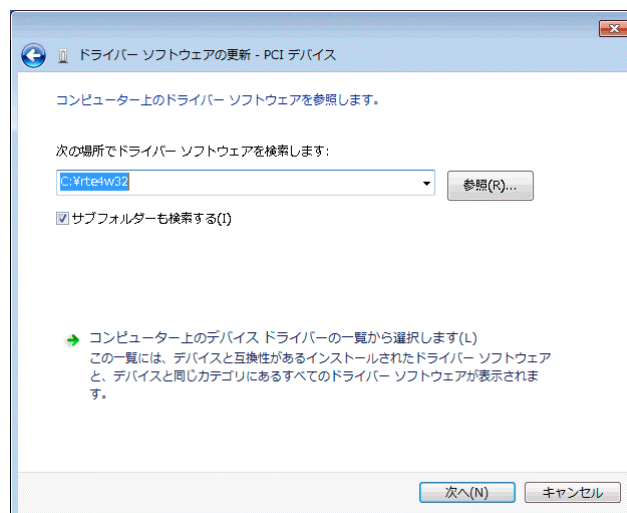 ドライバー ソフトウェアの更新 - PCI デバイス
コンピューター上のドライバー ソフトウェアを参照します。
次の場所でドライバー ソフトウェアを検索します:
C:¥rte4w32
参照(R)...
サブフォルダーも検索する(I)
コンピューター上のデバイス ドライバーの一覧から選択します(L)
この一覧には、デバイスと互換性があるインストールされたドライバー ソフトウェア
と、デバイスと同じカテゴリにあるすべてのドライバー ソフトウェアが表示されま
す。
次へ(N)
キャンセル